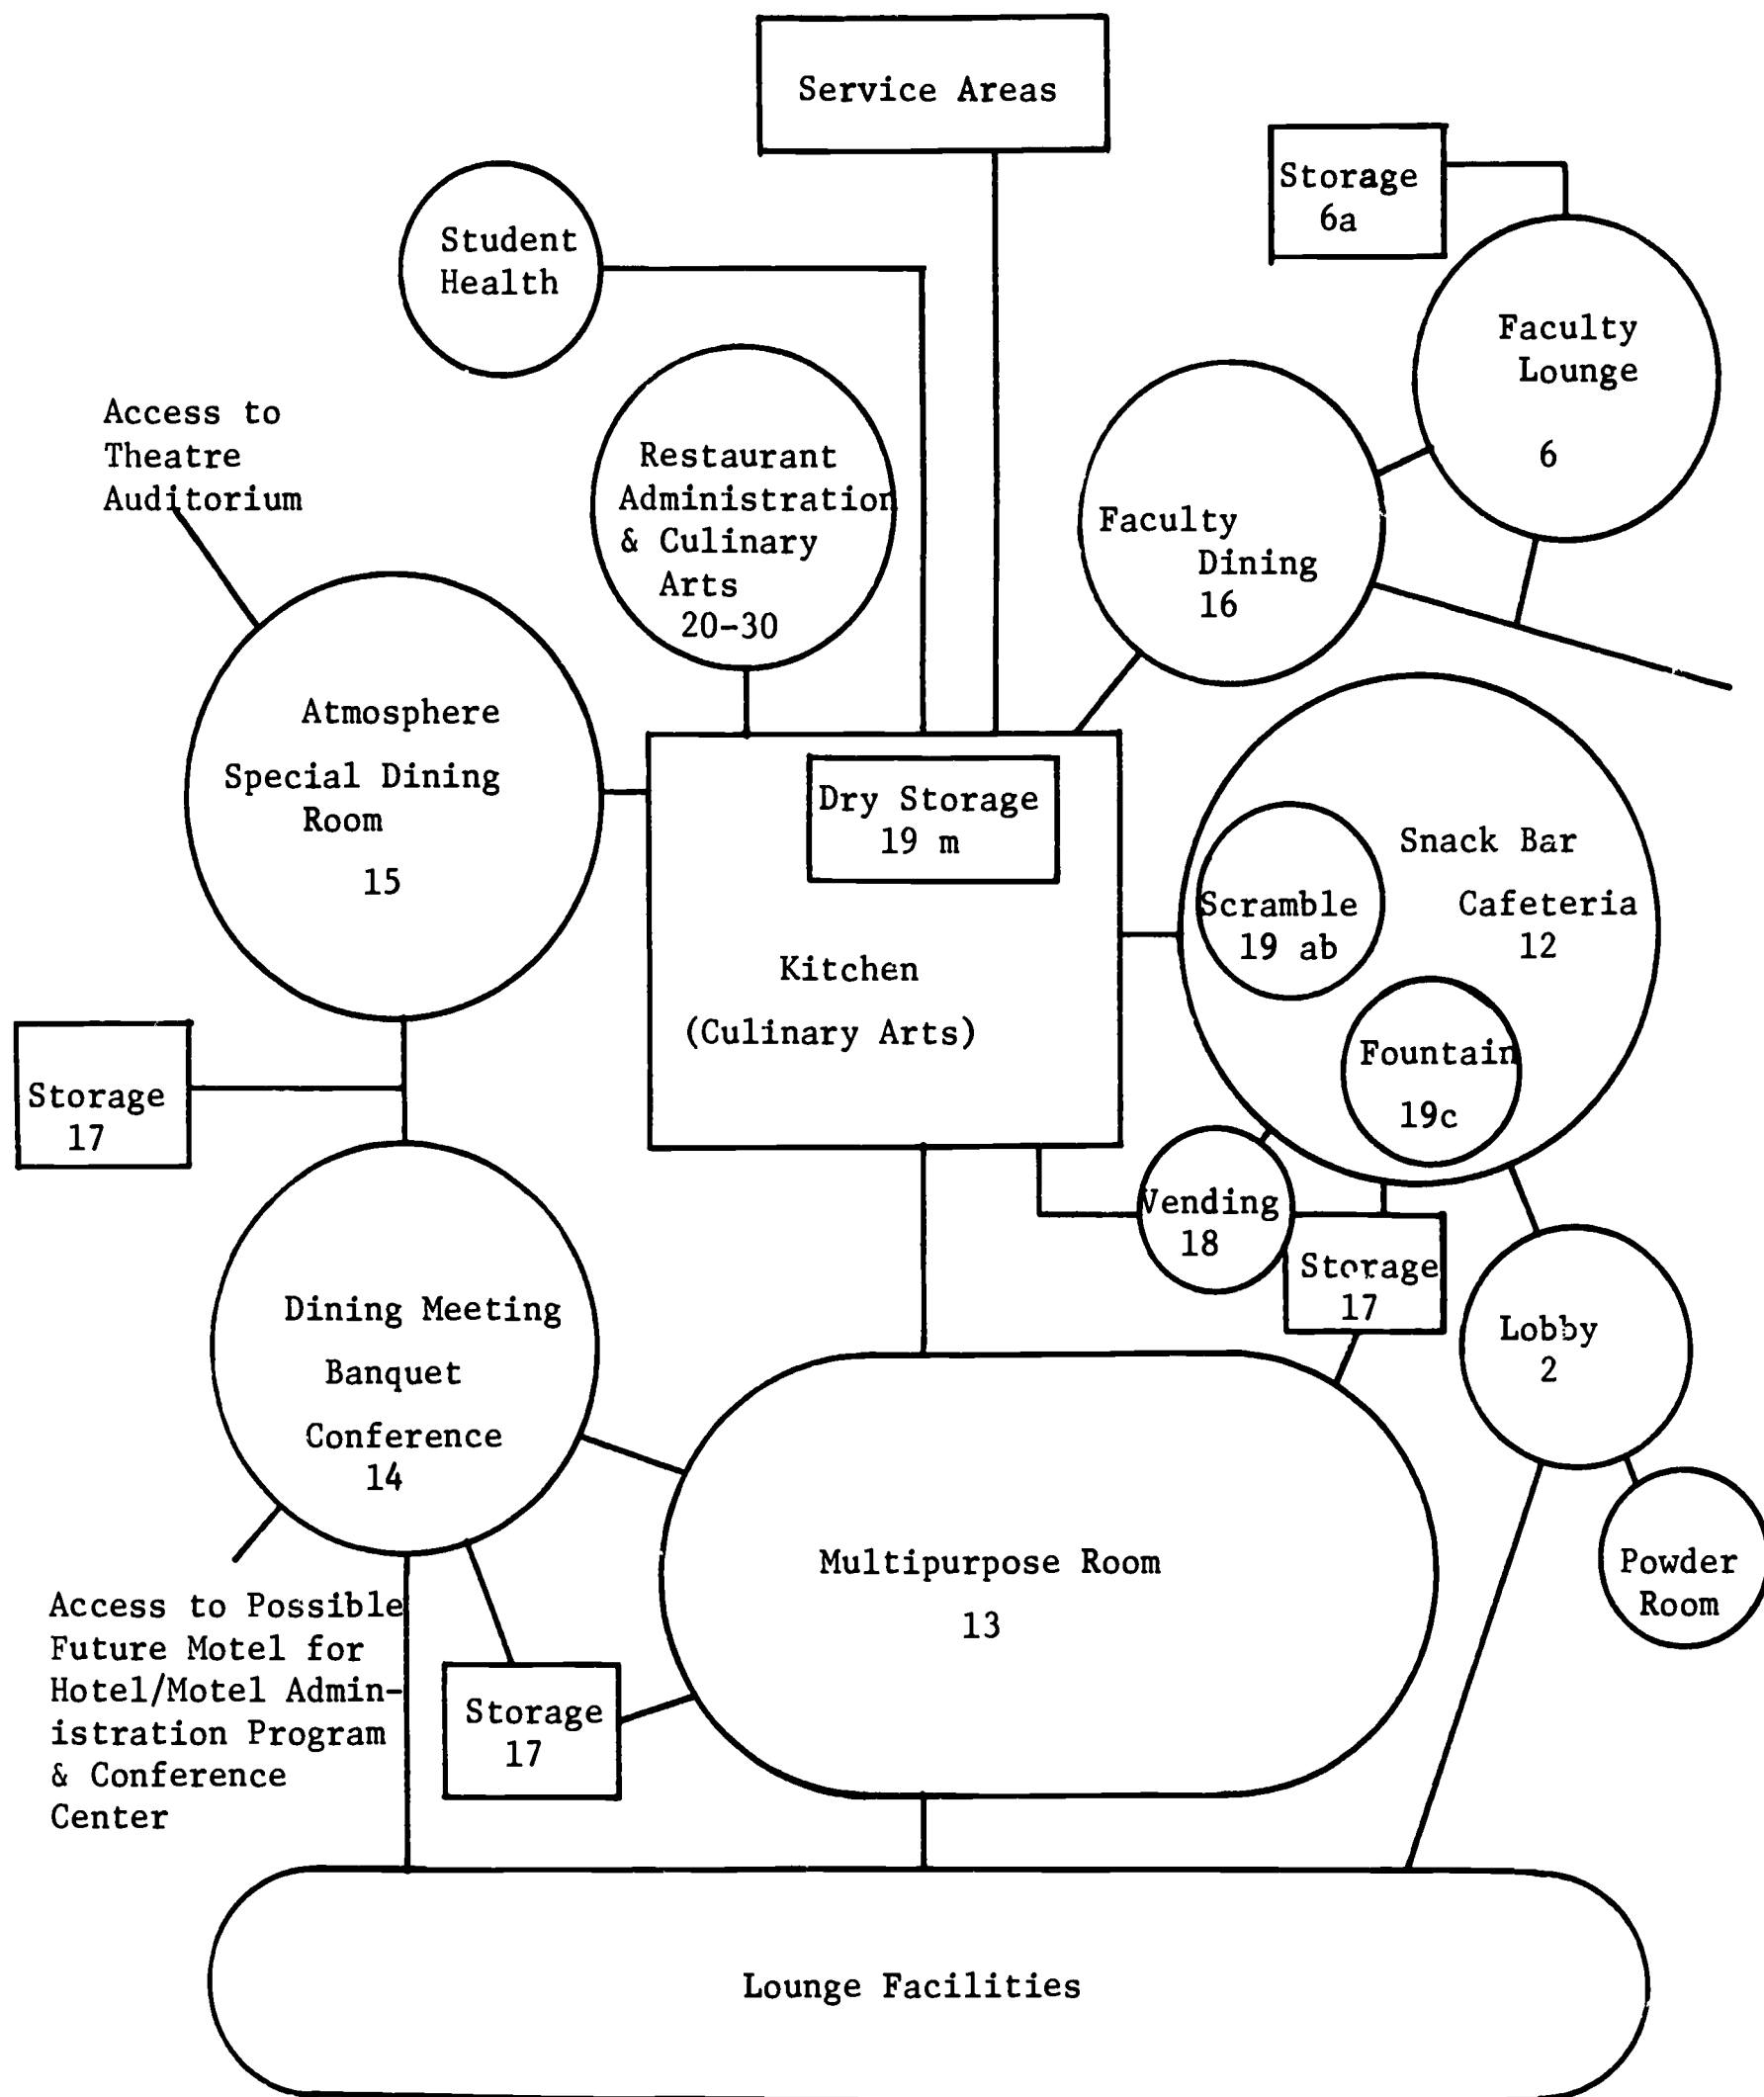 Service Areas
Storage
6a
Student
Health
Faculty
Lounge
6
Access to
Theatre
Auditorium
Restaurant
Administration
& Culinary
Arts
20-30
Faculty
Dining
16
Atmosphere
Special Dining
Room
15
Dry Storage
19 m
Snack Bar
Cafeteria
12
Scramble
19 ab
Kitchen
(Culinary Arts)
Fountain
19c
Storage
17
Vending
18
Storage
17
Lobby
2
Dining Meeting
Banquet
Conference
14
Powder
Room
Multipurpose Room
13
Access to Possible
Future Motel for
Hotel/Motel Admin-
istration Program
& Conference
Center
Storage
17
Lounge Facilities